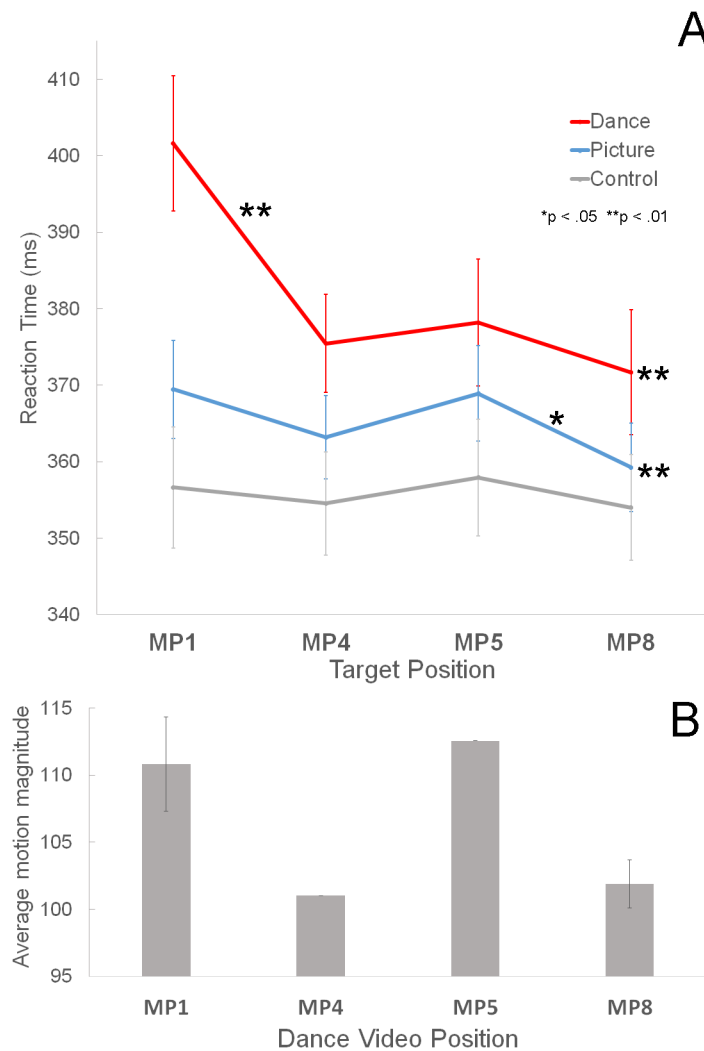 A
410
400
390
380
370
360
350
340
Reaction Time (ms)
Dance
Picture
Control
*p < .05 **p < .01
**
**
*
**
MP1 MP4 MP5 MP8
Target Position
B
115
110
105
100
95
Average motion magnitude
MP1 MP4 MP5 MP8
Dance Video Position